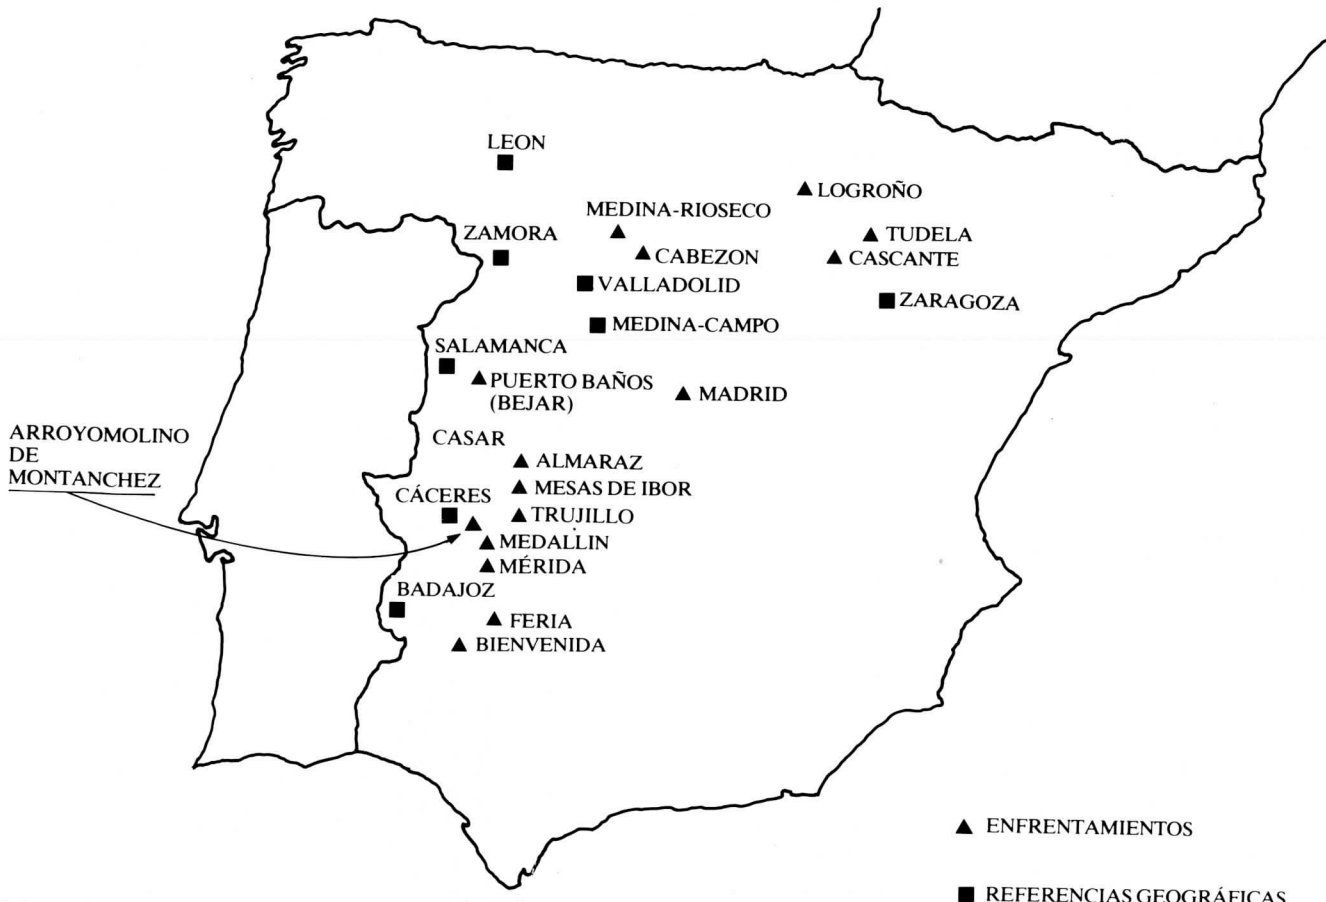 LEON
LOGROÑO
MEDINA-RIOSECO
ZAMORA
TUDELA
CABEZON
CASCANTE
VALLADOLID
ZARAGOZA
MEDINA-CAMPO
SALAMANCA
PUERTO BAÑOS
(BEJAR)
MADRID
ARROYOMOLINO
DE
MONTANCHEZ
CASAR
ALMARAZ
MESAS DE IBOR
CÁCERES
TRUJILLO
MEDALLIN
MÉRIDA
BADAJOZ
FERIA
BIENVENIDA
ENFRENTAMIENTOS
REFERENCIAS GEOGRÁFICAS